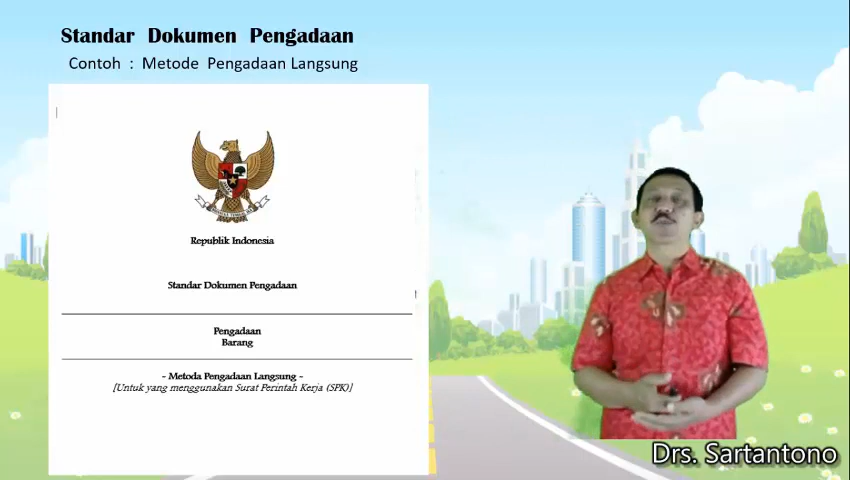 Standar Dokumen Pengadaan
Contoh : Metode Pengadaan Langsung
Republik Indonesia
Standar Dokumen Pengadaan
Pengadaan
Barang
- Metoda Pengadaan Langsung -
[Untuk yang menggunakan Surat Perintah Kerja (SPK)]
Drs. Sartantono